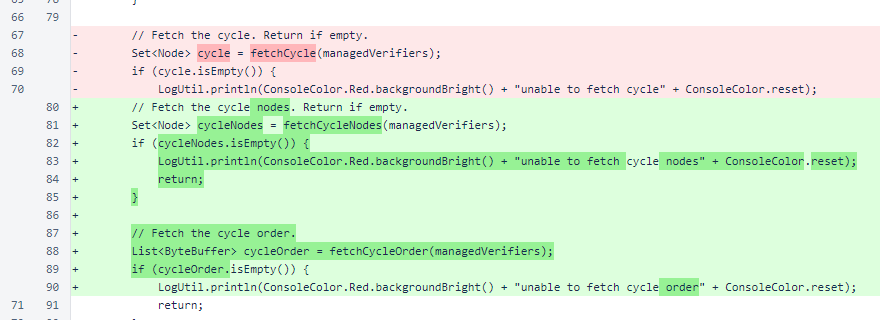 66 79
67 - // Fetch the cycle. Return if empty.
68 - Set<Node> cycle = fetchCycle(managedVerifiers);
69 - if (cycle.isEmpty()) {
70 - LogUtil.println(ConsoleColor.Red.backgroundBright() + "unable to fetch cycle" + ConsoleColor.reset);
80 + // Fetch the cycle nodes. Return if empty.
81 + Set<Node> cycleNodes = fetchCycleNodes(managedVerifiers);
82 + if (cycleNodes.isEmpty()) {
83 + LogUtil.println(ConsoleColor.Red.backgroundBright() + "unable to fetch cycle nodes" + ConsoleColor.reset);
84 + return;
85 + }
86 +
87 + // Fetch the cycle order.
88 + List<ByteBuffer> cycleOrder = fetchCycleOrder(managedVerifiers);
89 + if (cycleOrder.isEmpty()) {
90 + LogUtil.println(ConsoleColor.Red.backgroundBright() + "unable to fetch cycle order" + ConsoleColor.reset);
71 91 return;